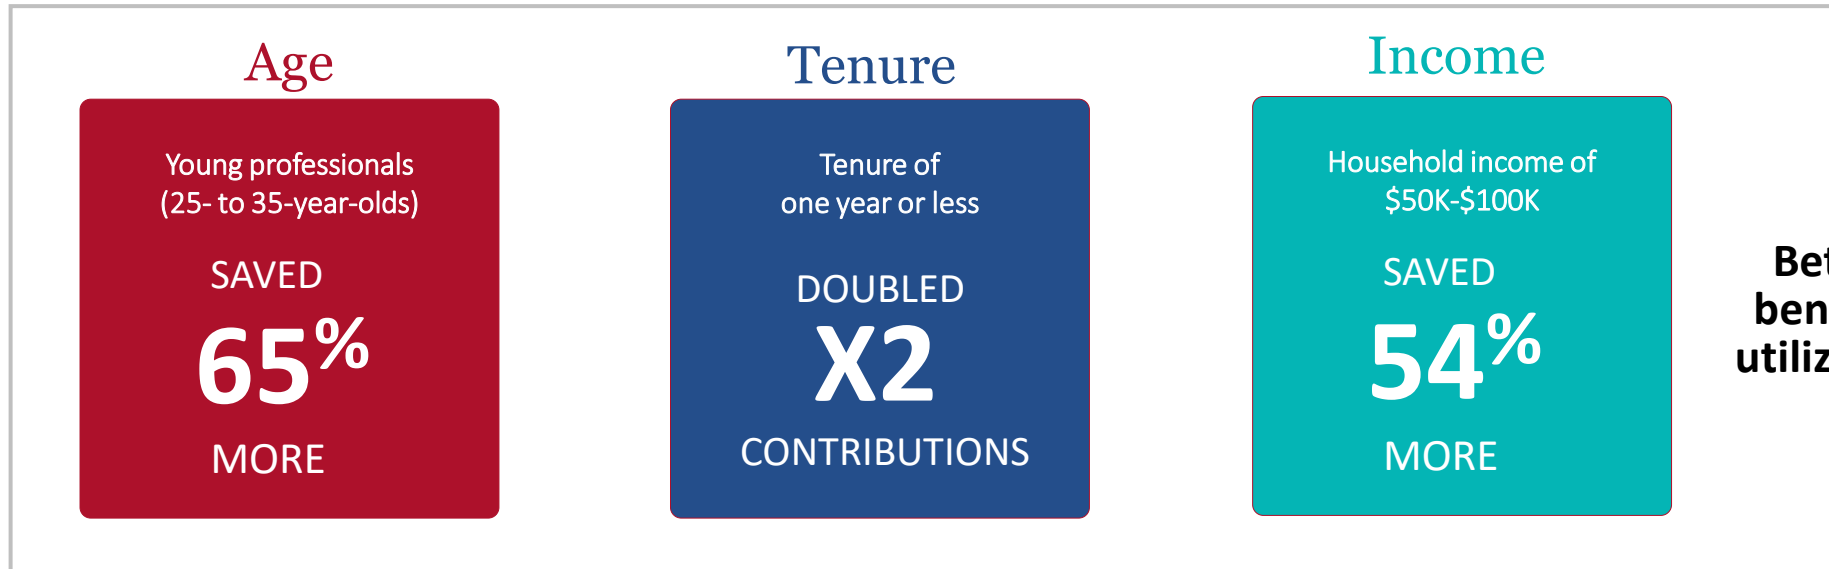 Age
Young professionals
(25- to 35-year-olds)
SAVED
65%
MORE
Tenure
Tenure of
one year or less
DOUBLED
X2
CONTRIBUTIONS
Income
Household income of
$50K-$100K
SAVED
54%
MORE